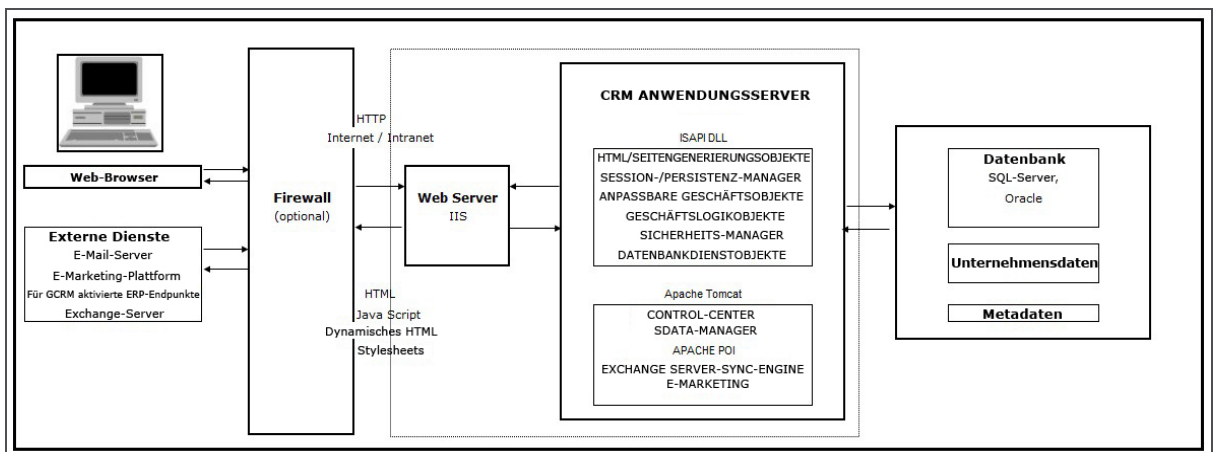 Web-Browser
Externe Dienste
E-Mail-Server
E-Marketing-Plattform
Für GCRM aktivierte ERP-Endpunkte
Exchange-Server
Firewall
(optional)
HTTP
Internet / Intranet
HTML
Java Script
Dynamisches HTML
Stylesheets
Web Server
IIS
CRM ANWENDUNGSSERVER
ISAPI DLL
HTML/SEITENGENERIERUNGSOBJEKTE
SESSION-/PERSISTENZ-MANAGER
ANPASSBARE GESCHÄFTSOBJEKTE
GESCHÄFTSLOGIKOBJEKTE
SICHERHEITS-MANAGER
DATENBANKDIENSTOBJEKTE
Apache Tomcat
CONTROL-CENTER
SDATA-MANAGER
APACHE POI
EXCHANGE SERVER-SYNC-ENGINE
E-MARKETING
Datenbank
SQL-Server,
Oracle
Unternehmensdaten
Metadaten